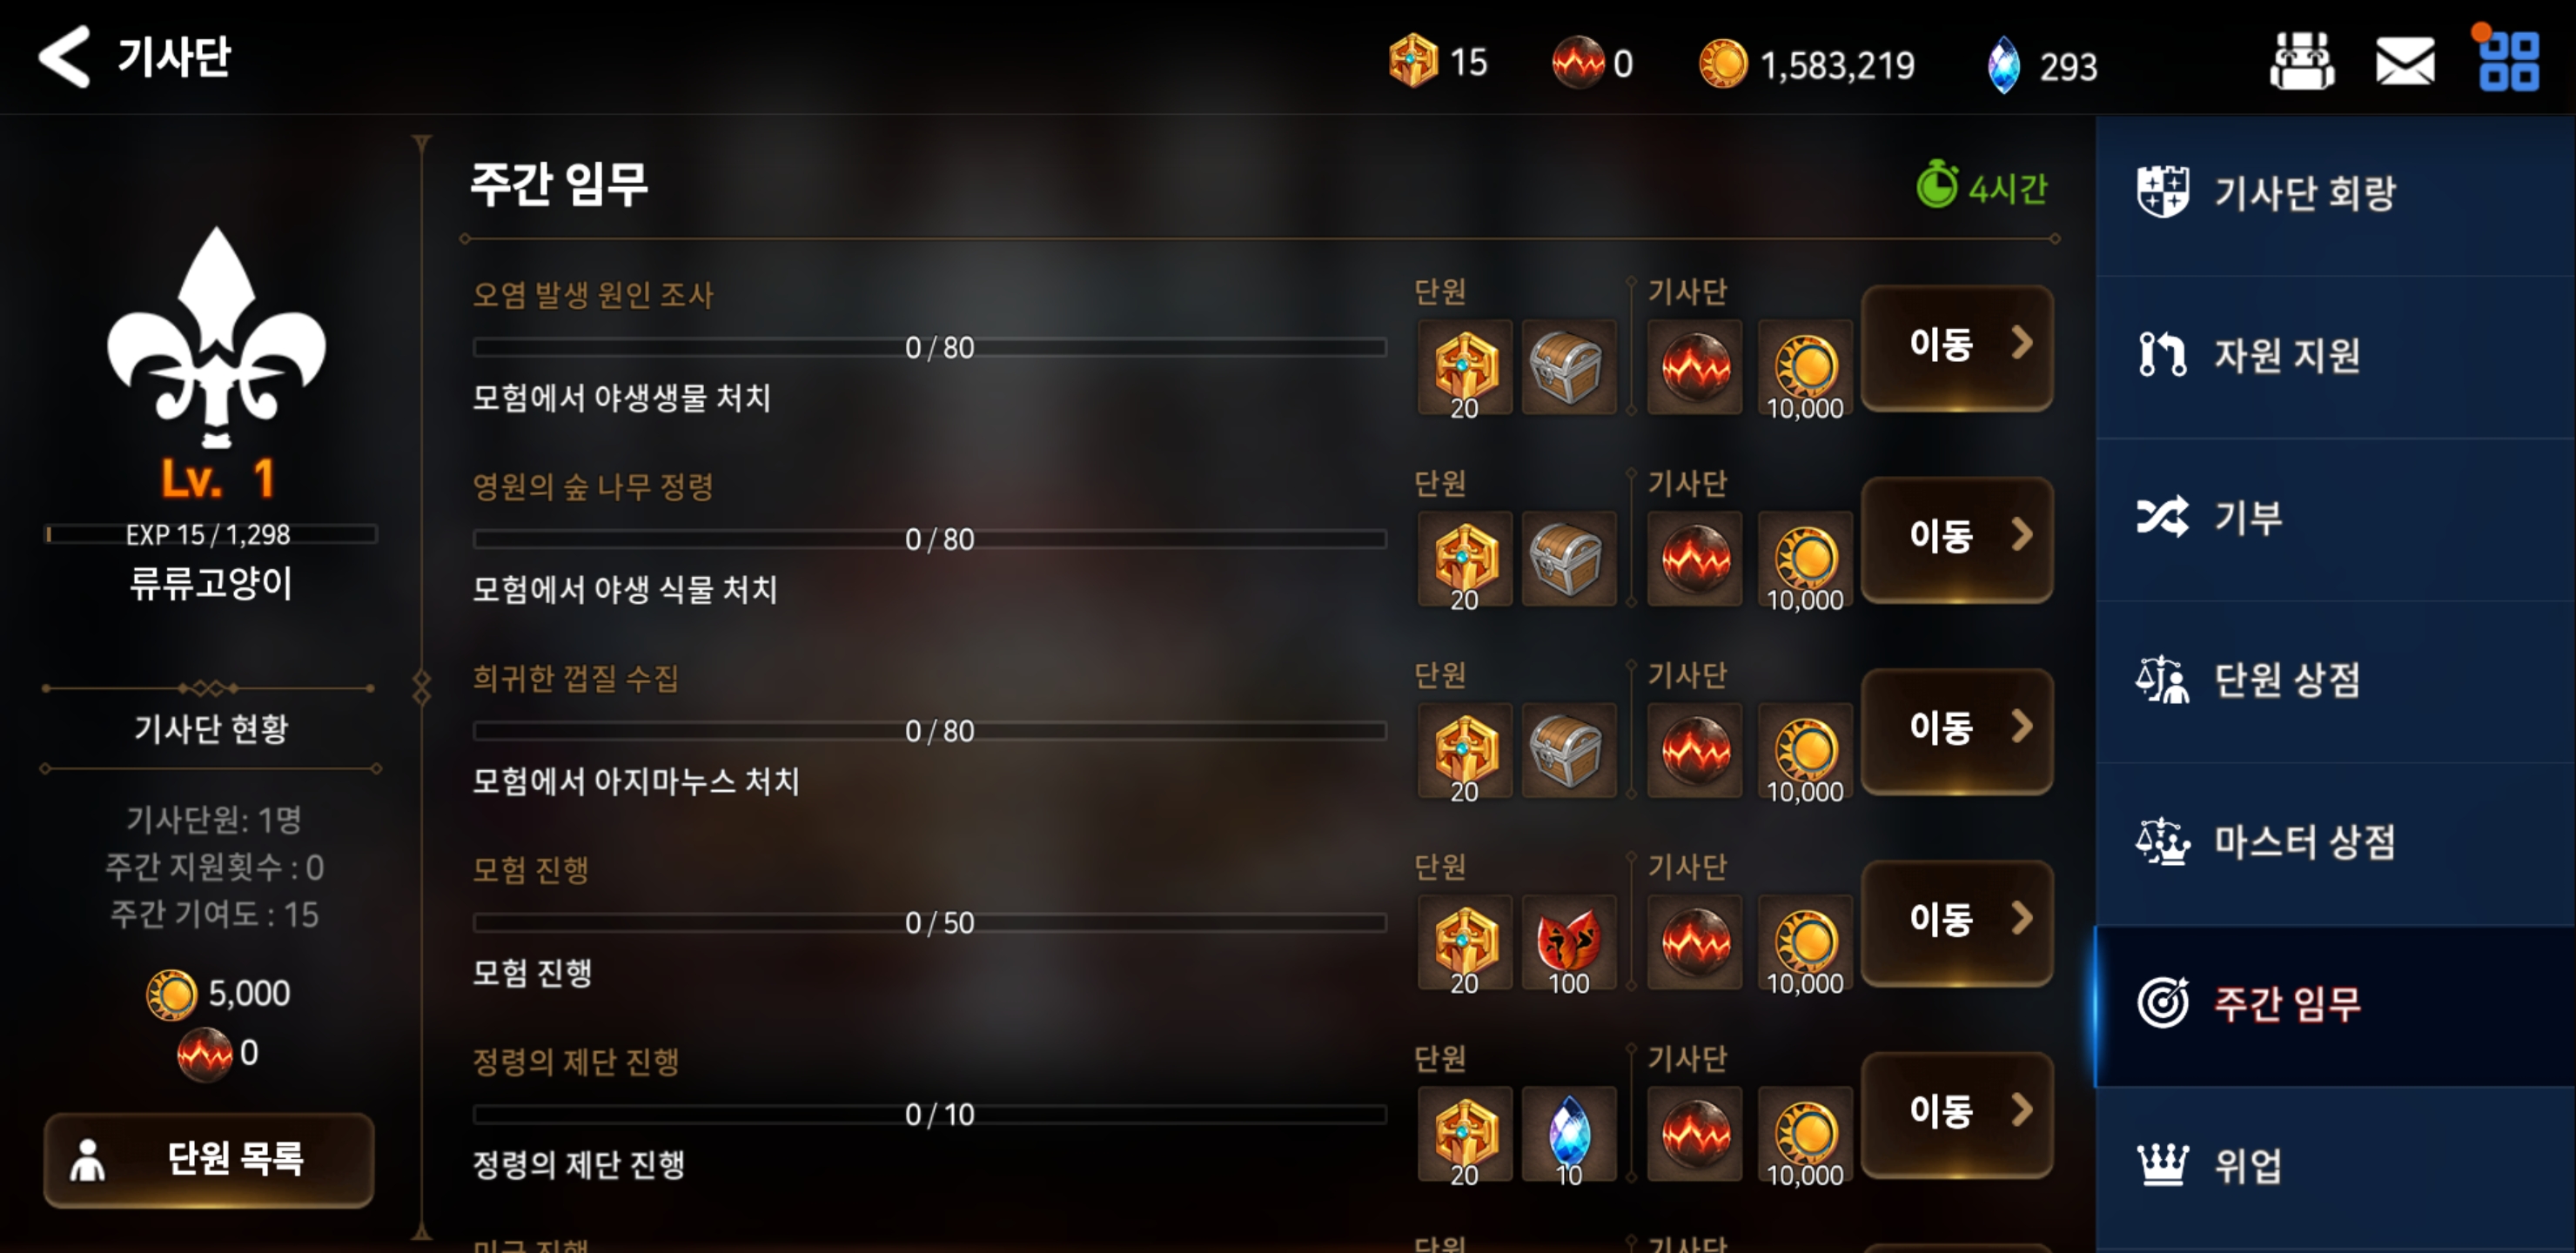 기사단
15
0
1,583,219
293
Lv. 1
EXP 15 / 1,298
류류고양이
기사단 현황
기사단원: 1명
주간 지원횟수 : 0
주간 기여도 : 15
5,000
0
단원 목록
주간 임무
4시간
오염 발생 원인 조사
0 / 80
모험에서 야생생물 처치
단원
기사단
20
10,000
이동
영원의 숲 나무 정령
0 / 80
모험에서 야생 식물 처치
단원
기사단
20
10,000
이동
희귀한 껍질 수집
0 / 80
모험에서 아지마누스 처치
단원
기사단
20
10,000
이동
모험 진행
0 / 50
모험 진행
단원
기사단
20
100
10,000
이동
정령의 제단 진행
0 / 10
정령의 제단 진행
단원
기사단
20
10
10,000
이동
단원
기사단
기사단 회랑
자원 지원
기부
단원 상점
마스터 상점
주간 임무
위업